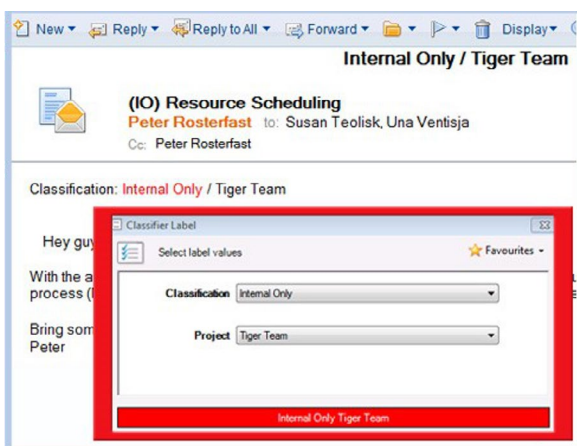 New Reply Reply to All Forward Display
Internal Only / Tiger Team
(IO) Resource Scheduling
Peter Rosterfast to: Susan Teolisk, Una Ventisja
Cc: Peter Rosterfast
Classification: Internal Only / Tiger Team
Hey guy
With the a
process (
Bring som
Peter
Classifier Label
Select label values Favourites
Classification Internal Only
Project Tiger Team
Internal Only Tiger Team